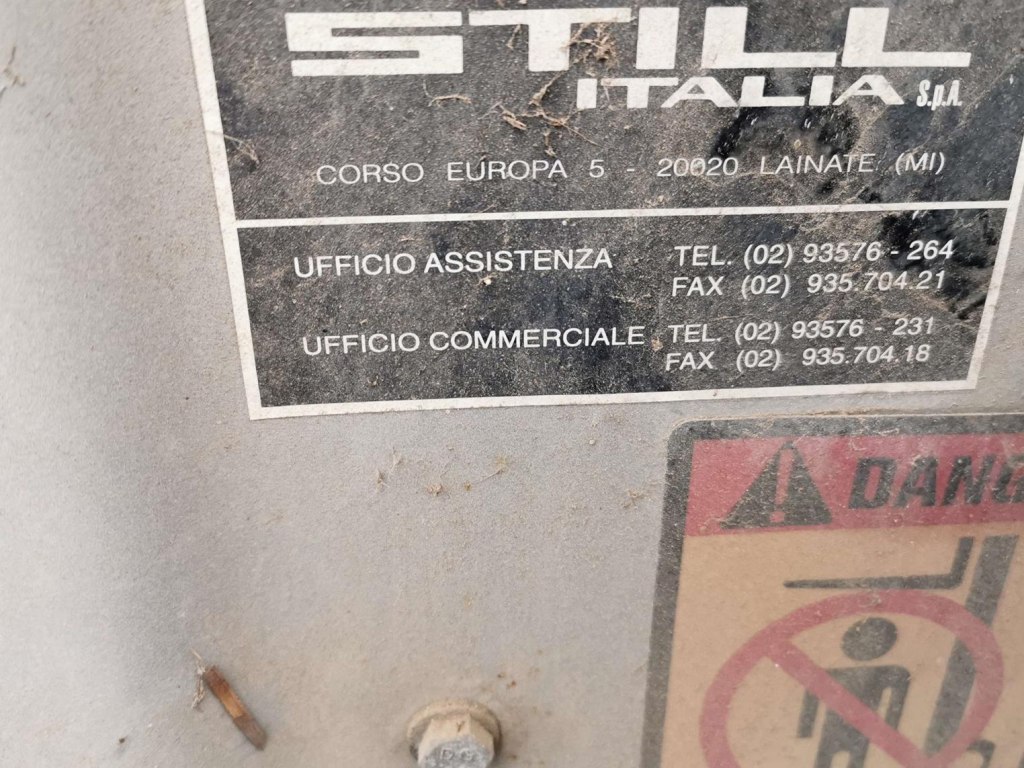 STILL
ITALIA S.p.A.
CORSO EUROPA 5 - 20020 LAINATE (MI)
UFFICIO ASSISTENZA TEL. (02) 93576 - 264
FAX (02) 935.704.21
UFFICIO COMMERCIALE TEL. (02) 93576 - 231
FAX (02) 935.704.18
DANG